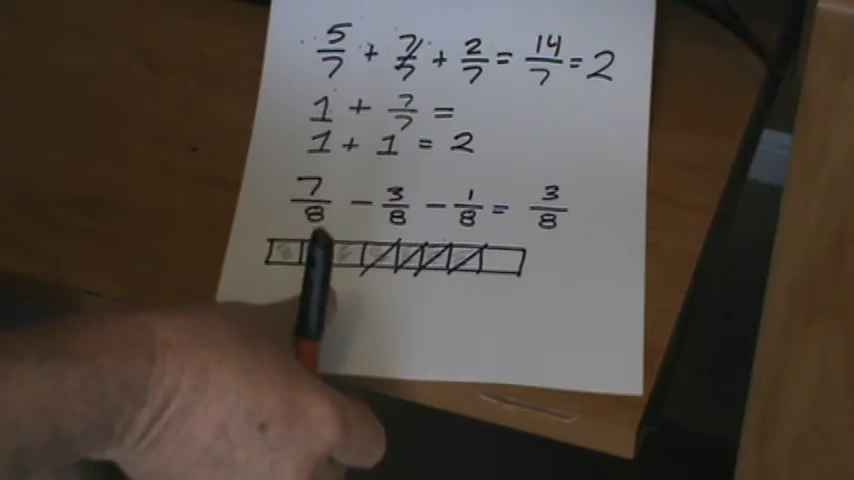 5/7 + 7/7 + 2/7 = 14/7 = 2
1 + 7/7 =
1 + 1 = 2
7/8 - 3/8 - 1/8 = 3/8